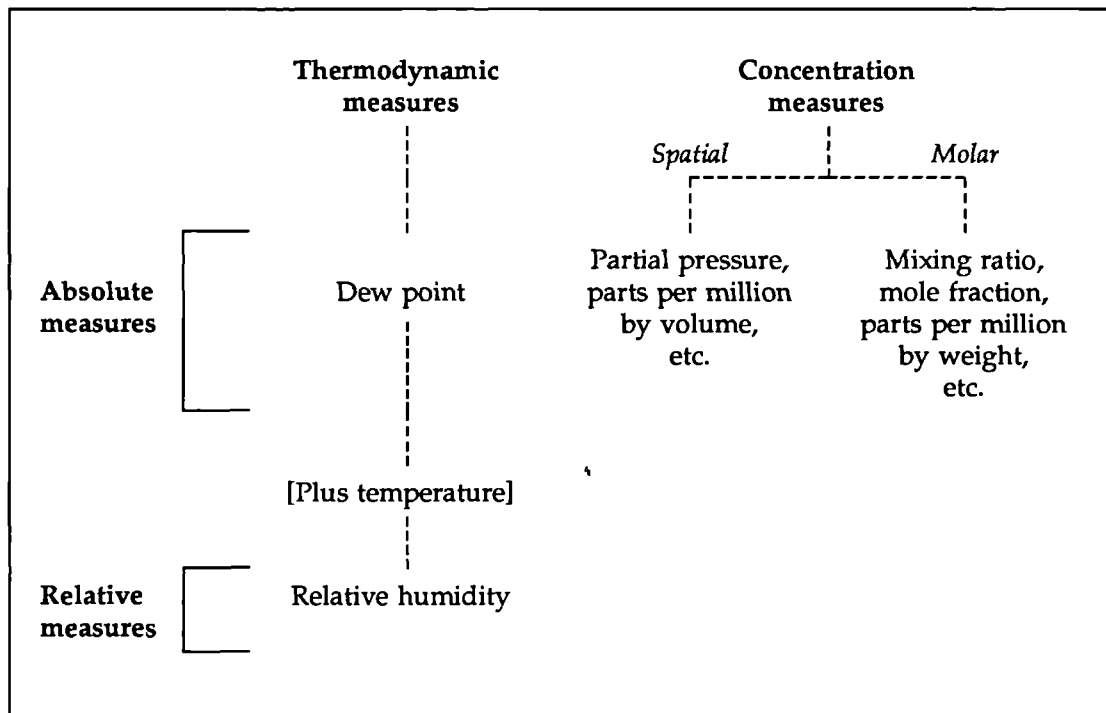 Thermodynamic
measures
Concentration
measures
Spatial
Molar
Absolute
measures
Dew point
Partial pressure,
parts per million
by volume,
etc.
Mixing ratio,
mole fraction,
parts per million
by weight,
etc.
[Plus temperature]
Relative
measures
Relative humidity